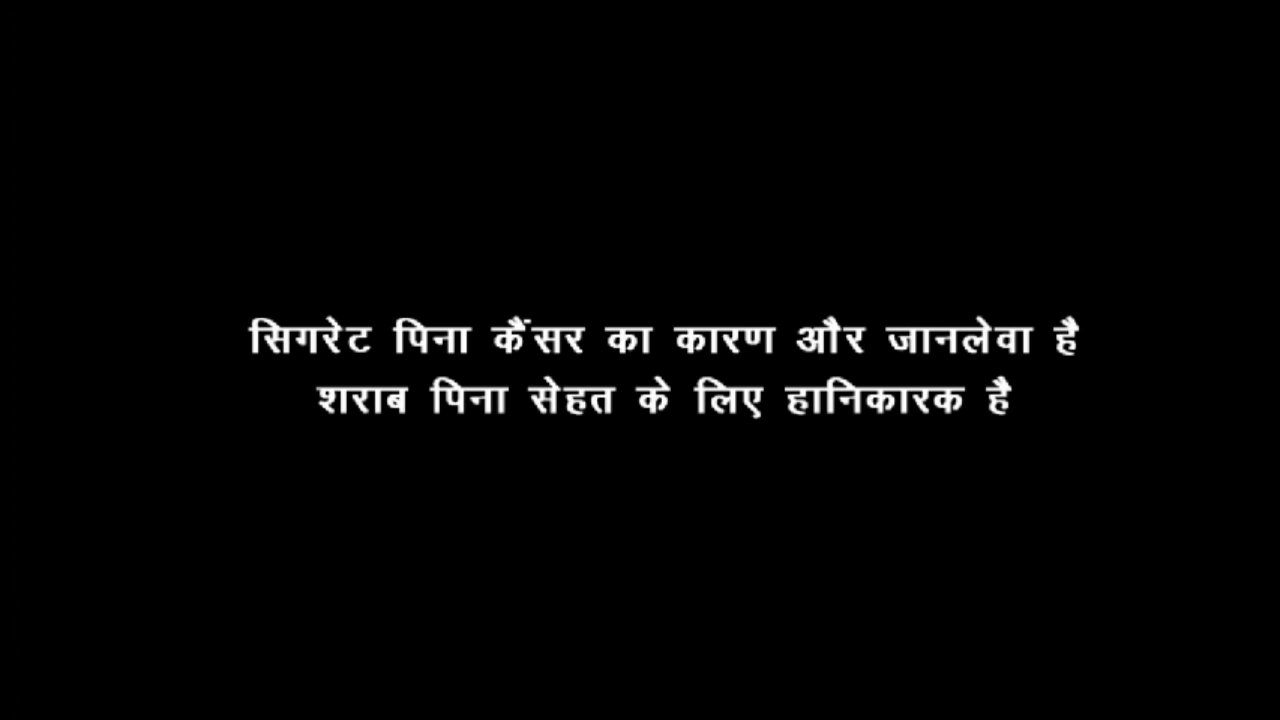 सिगरेट पिना कैंसर का कारण और जानलेवा है
शराब पिना सेहत के लिए हानिकारक है